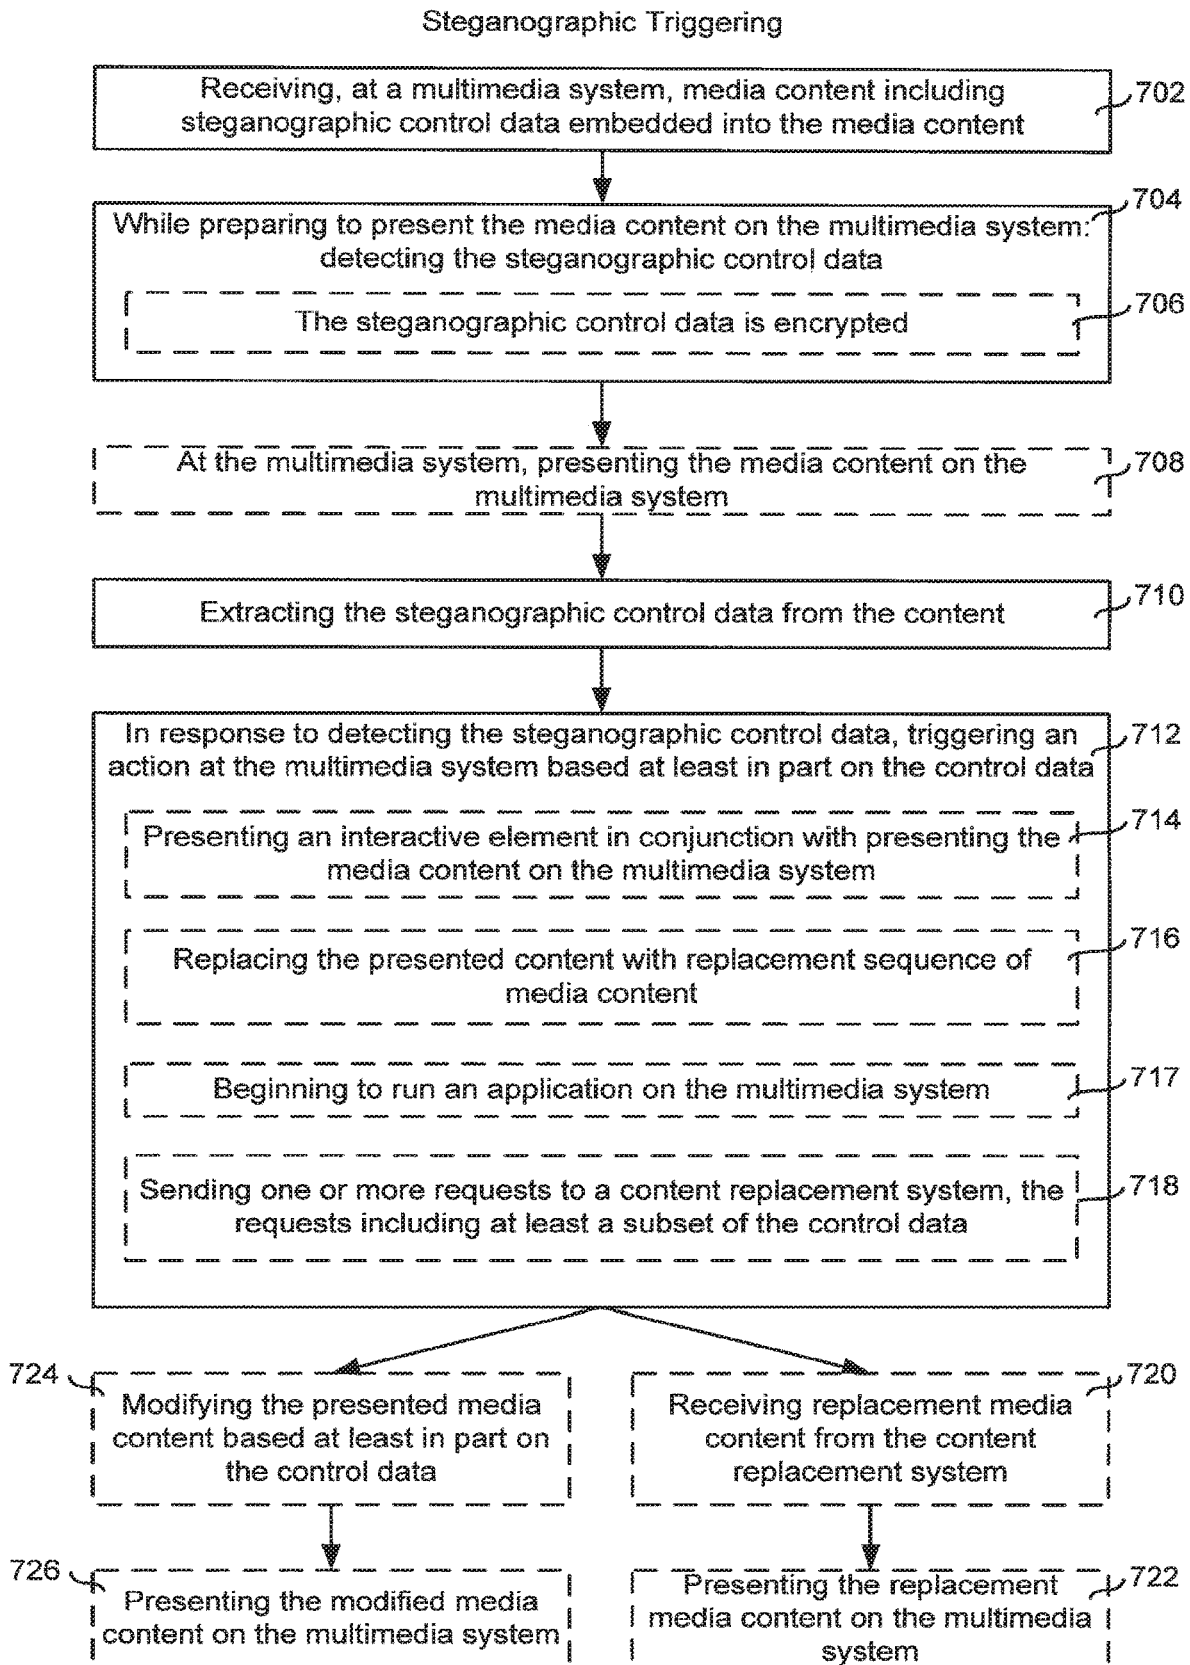 Steganographic Triggering
Receiving, at a multimedia system, media content including
steganographic control data embedded into the media content
702
While preparing to present the media content on the multimedia system:
detecting the steganographic control data
704
The steganographic control data is encrypted
706
At the multimedia system, presenting the media content on the
multimedia system
708
Extracting the steganographic control data from the content
710
In response to detecting the steganographic control data, triggering an
action at the multimedia system based at least in part on the control data
712
Presenting an interactive element in conjunction with presenting the
media content on the multimedia system
714
Replacing the presented content with replacement sequence of
media content
716
Beginning to run an application on the multimedia system
717
Sending one or more requests to a content replacement system, the
requests including at least a subset of the control data
718
724
Modifying the presented media
content based at least in part on
the control data
720
Receiving replacement media
content from the content
replacement system
726
Presenting the modified media
content on the multimedia system
722
Presenting the replacement
media content on the multimedia
system